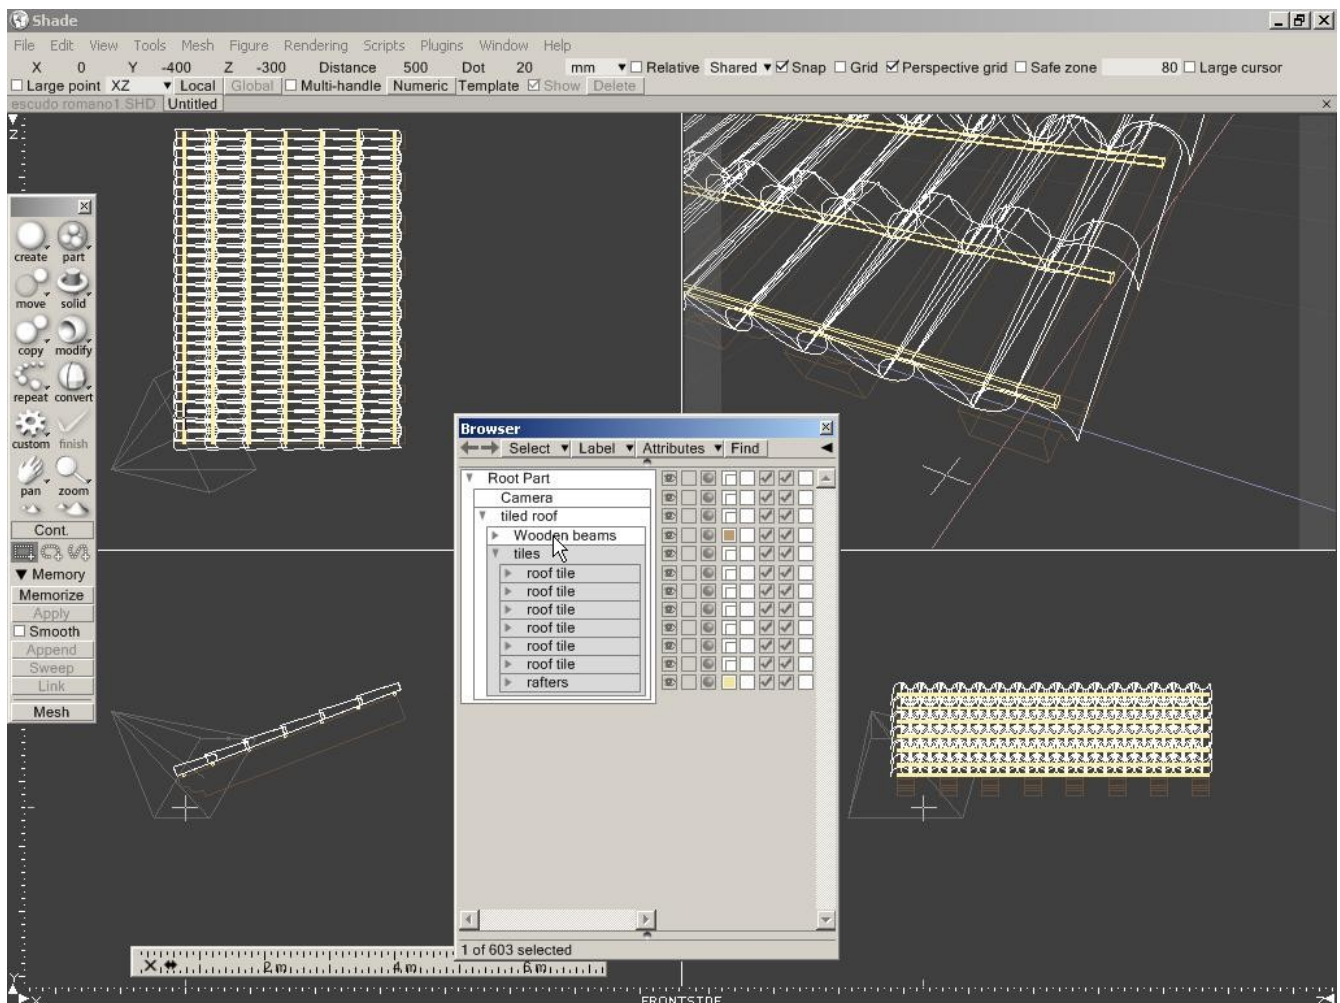 Shade
File Edit View Tools Mesh Figure Rendering Scripts Plugins Window Help
X 0 Y -400 Z -300 Distance 500 Dot 20 mm Relative Shared Snap Grid Perspective grid Safe zone 80 Large cursor
Large point XZ Local Global Multi-handle Numeric Template Show Delete
escudo romano1.SHD Untitled
Z
create part
move solid
copy modify
repeat convert
custom finish
pan zoom
Cont.
Memory
Memorize
Apply
Smooth
Append
Sweep
Link
Mesh
Browser
Select Label Attributes Find
Root Part
Camera
tiled roof
Wooden beams
tiles
roof tile
roof tile
roof tile
roof tile
roof tile
roof tile
rafters
1 of 603 selected
2 m 4 m 6 m
Y
X FRONTSIDE Z